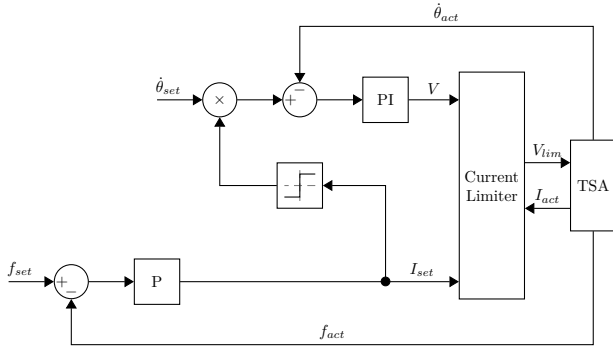 θ̇act
θ̇set
×
+
−
PI
V
Current
Limiter
Vlim
TSA
Iact
fset
+
−
P
Iset
fact